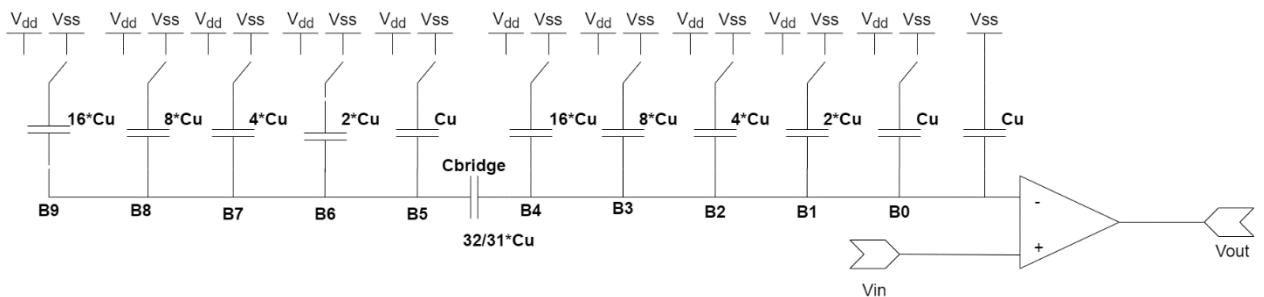 Vdd Vss Vdd Vss Vdd Vss Vdd Vss Vdd Vss Vdd Vss Vdd Vss Vdd Vss Vdd Vss Vdd Vss Vss
16*Cu 8*Cu 4*Cu 2*Cu Cu 16*Cu 8*Cu 4*Cu 2*Cu Cu Cu
Cbridge
B9 B8 B7 B6 B5 B4 B3 B2 B1 B0 -
32/31*Cu + Vout
Vin